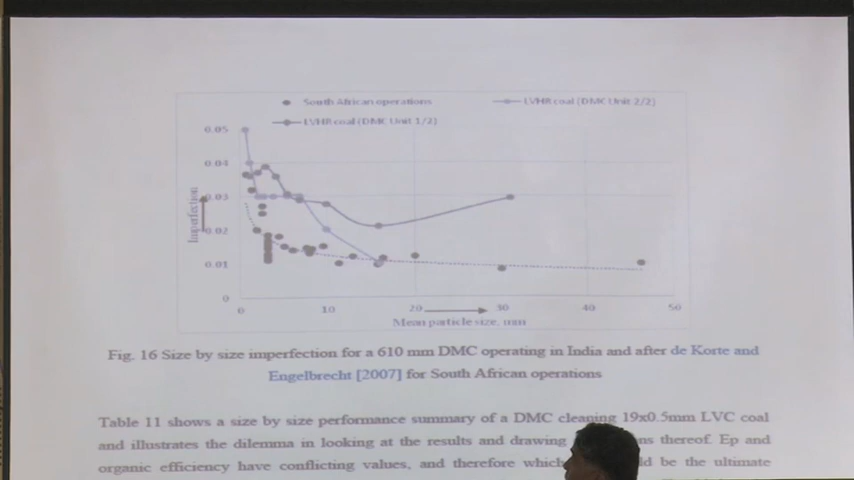 South African operations
LVHR coal (DMC Unit 2/2)
LVHR coal (DMC Unit 1/2)
0.05
0.04
0.03
0.02
0.01
0
Imperfection
0
10
20
30
40
50
Mean particle size, mm
Fig. 16 Size by size imperfection for a 610 mm DMC operating in India and after de Korte and
Engelbrecht [2007] for South African operations
Table 11 shows a size by size performance summary of a DMC cleaning 19x0.5mm LVC coal
and illustrates the dilemma in looking at the results and drawing ns thereof. Ep and
organic efficiency have conflicting values, and therefore which ld be the ultimate